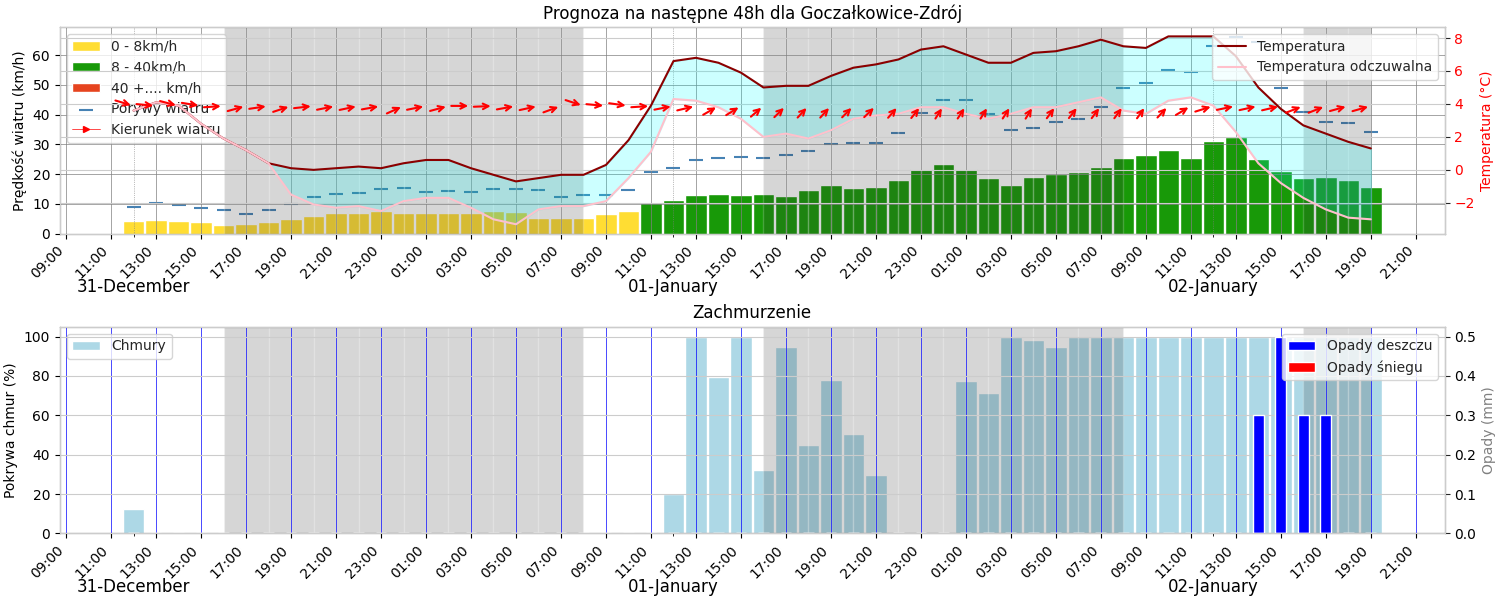 Prognoza na następne 48h dla Goczałkowice-Zdrój
Prędkość wiatru (km/h)
60
50
40
30
20
10
0
0 - 8km/h
8 - 40km/h
40 +.... km/h
Porywy wiatru
Kierunek wiatru
Temperatura
Temperatura odczuwalna
8
6
4
2
0
−2
Temperatura (°C)
09:00 11:00 13:00 15:00 17:00 19:00 21:00 23:00 01:00 03:00 05:00 07:00 09:00 11:00 13:00 15:00 17:00 19:00 21:00 23:00 01:00 03:00 05:00 07:00 09:00 11:00 13:00 15:00 17:00 19:00 21:00
31-December 01-January 02-January
Zachmurzenie
Pokrywa chmur (%)
100
80
60
40
20
0
Chmury
Opady deszczu
Opady śniegu
0.5
0.4
0.3
0.2
0.1
0.0
Opady (mm)
09:00 11:00 13:00 15:00 17:00 19:00 21:00 23:00 01:00 03:00 05:00 07:00 09:00 11:00 13:00 15:00 17:00 19:00 21:00 23:00 01:00 03:00 05:00 07:00 09:00 11:00 13:00 15:00 17:00 19:00 21:00
31-December 01-January 02-January